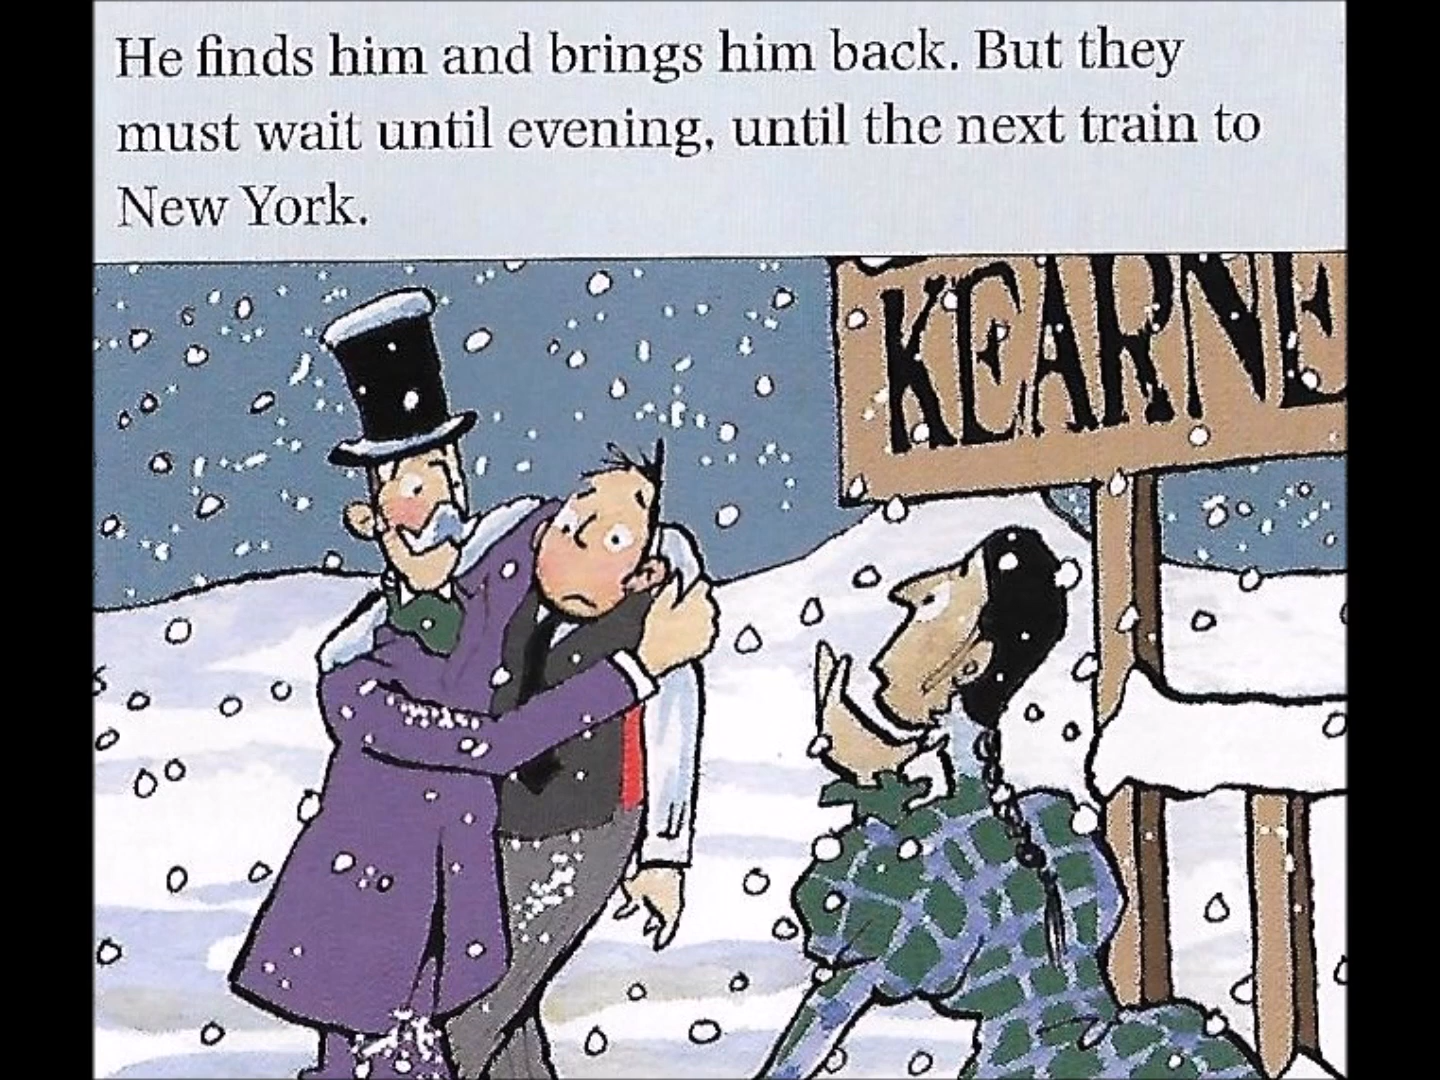 He finds him and brings him back. But they
must wait until evening, until the next train to
New York.
KEARNE